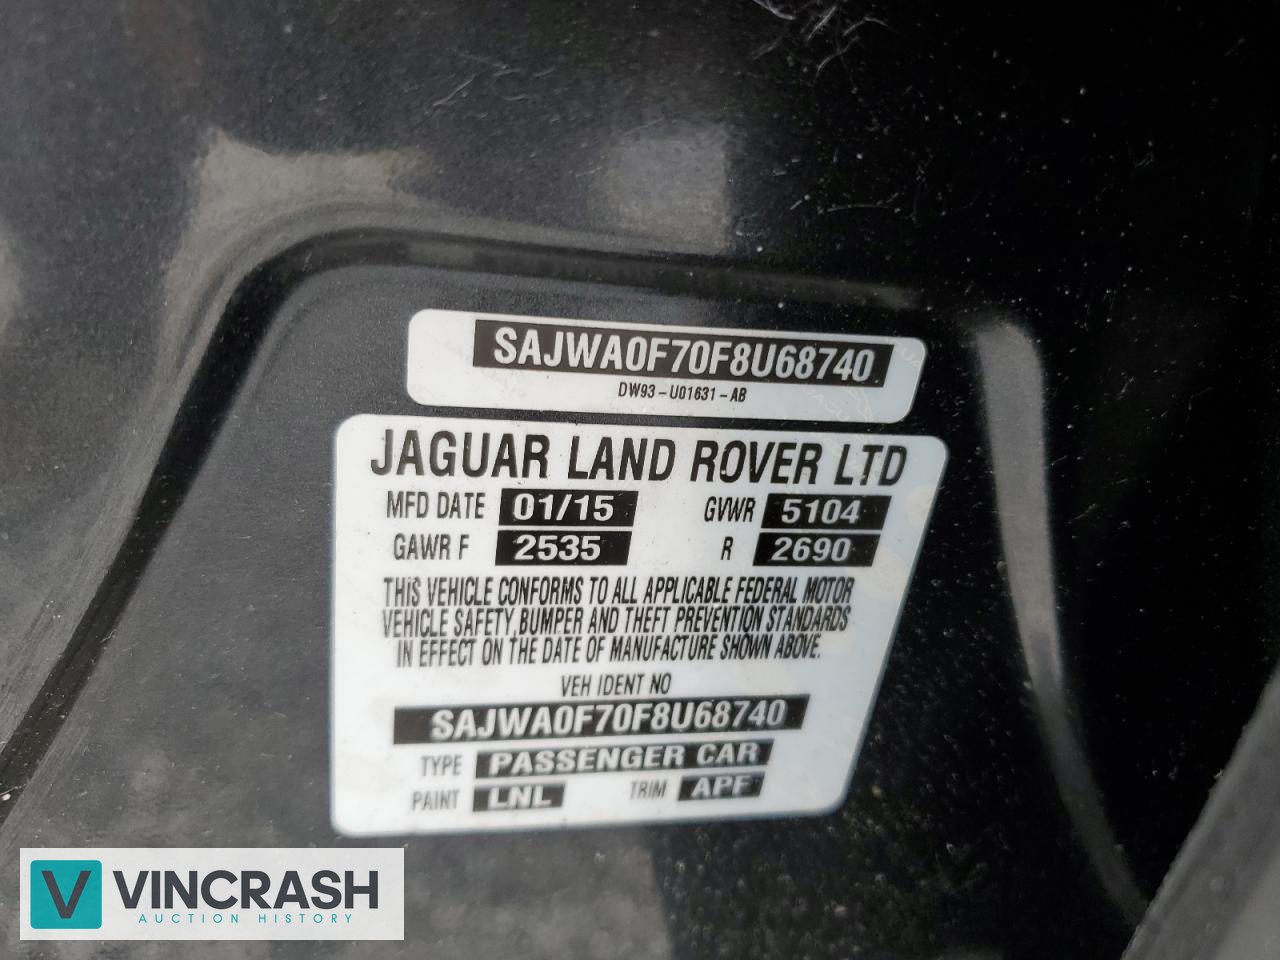 SAJWA0F70F8U68740
DW93-U01631-AB
JAGUAR LAND ROVER LTD
MFD DATE 01/15 GVWR 5104
GAWR F 2535 R 2690
THIS VEHICLE CONFORMS TO ALL APPLICABLE FEDERAL MOTOR
VEHICLE SAFETY, BUMPER AND THEFT PREVENTION STANDARDS
IN EFFECT ON THE DATE OF MANUFACTURE SHOWN ABOVE.
VEH IDENT NO
SAJWA0F70F8U68740
TYPE PASSENGER CAR
PAINT LNL TRIM APF
V VINCRASH
AUCTION HISTORY